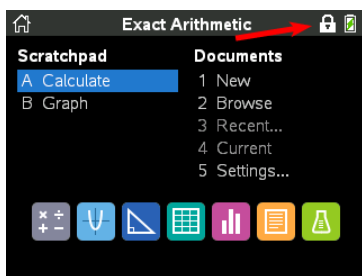 Exact Arithmetic
Scratchpad
A Calculate
B Graph
Documents
1 New
2 Browse
3 Recent...
4 Current
5 Settings...